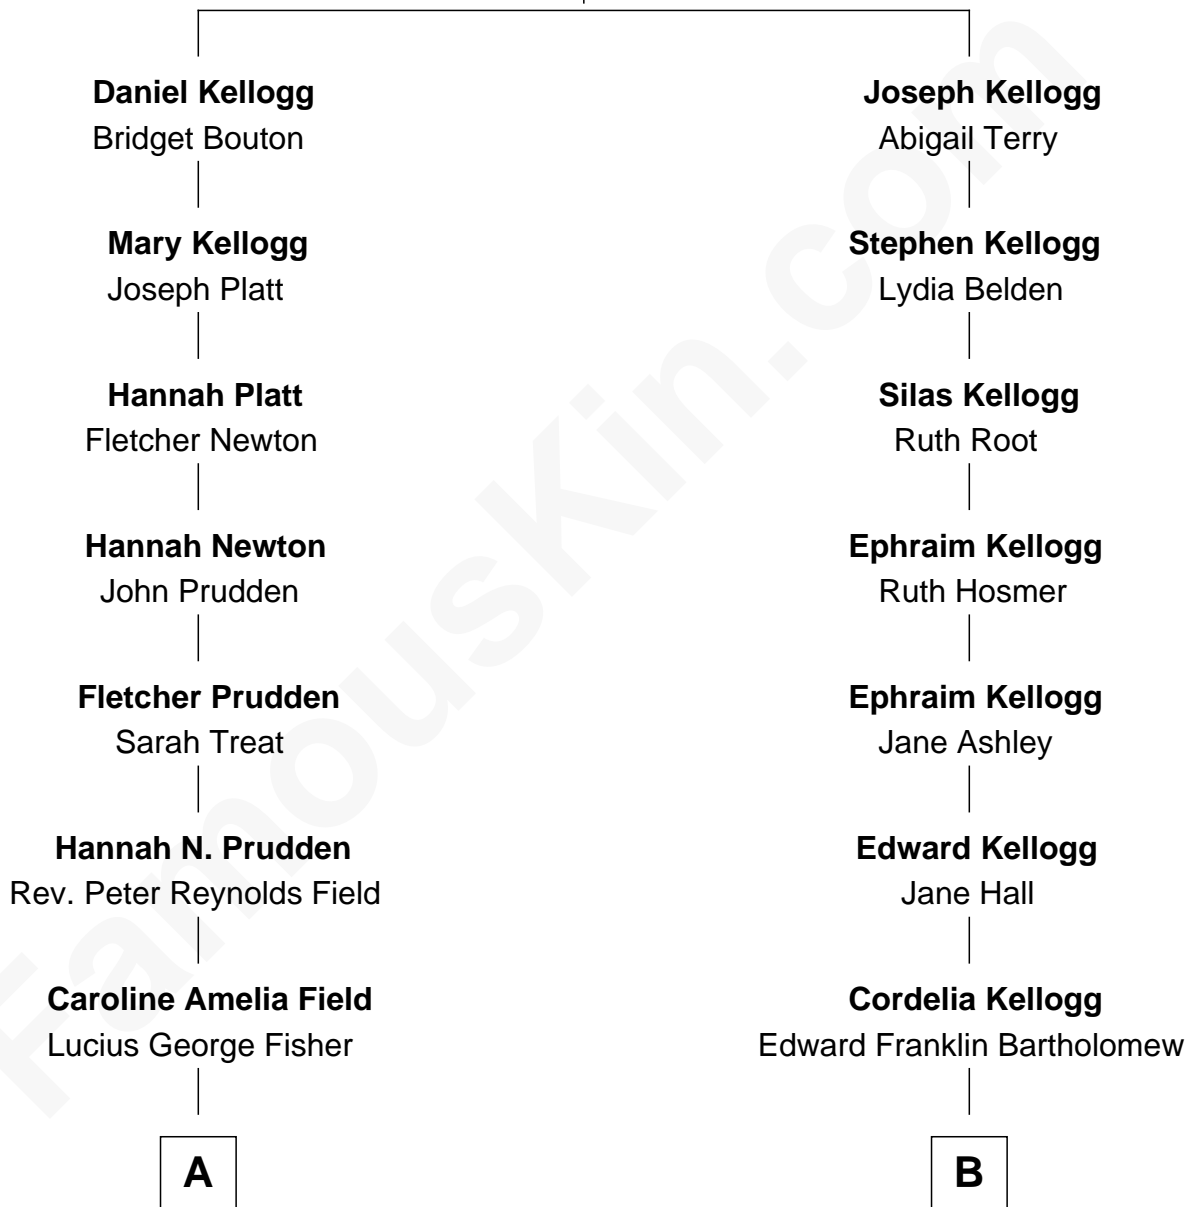 Daniel Kellogg
Bridget Bouton
Joseph Kellogg
Abigail Terry
Mary Kellogg
Joseph Platt
Stephen Kellogg
Lydia Belden
Hannah Platt
Fletcher Newton
Silas Kellogg
Ruth Root
Hannah Newton
John Prudden
Ephraim Kellogg
Ruth Hosmer
Fletcher Prudden
Sarah Treat
Ephraim Kellogg
Jane Ashley
Hannah N. Prudden
Rev. Peter Reynolds Field
Edward Kellogg
Jane Hall
Caroline Amelia Field
Lucius George Fisher
Cordelia Kellogg
Edward Franklin Bartholomew
A
B
FamousKin.com